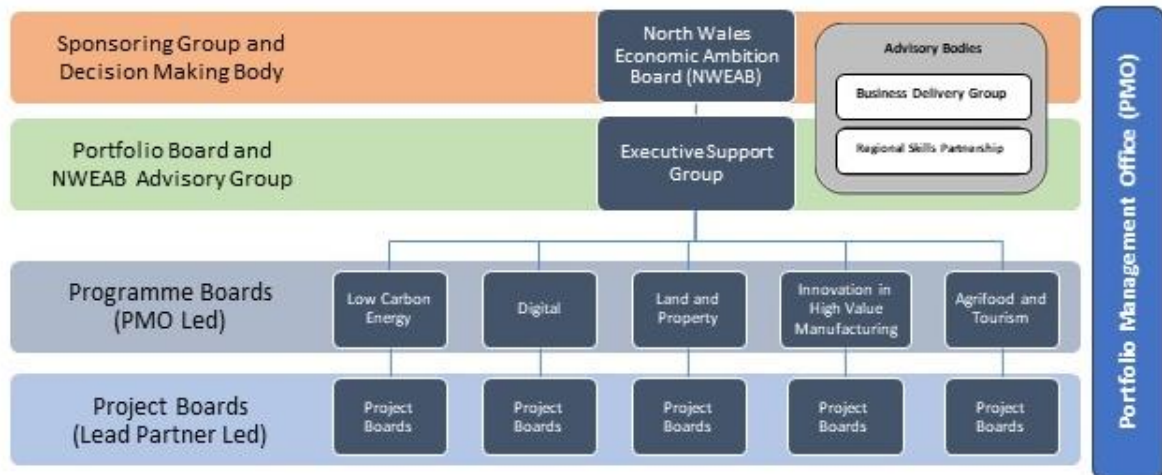 Sponsoring Group and
Decision Making Body
North Wales
Economic Ambition
Board (NWEAB)
Advisory Bodies
Business Delivery Group
Regional Skills Partnership
Portfolio Board and
NWEAB Advisory Group
Executive Support
Group
Programme Boards
(PMO Led)
Low Carbon
Energy
Digital
Land and
Property
Innovation in
High Value
Manufacturing
Agrifood and
Tourism
Project Boards
(Lead Partner Led)
Project
Boards
Project
Boards
Project
Boards
Project
Boards
Project
Boards
Portfolio Management Office (PMO)